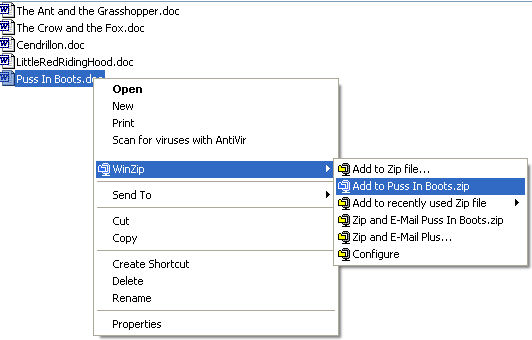 The Ant and the Grasshopper.doc
The Crow and the Fox.doc
Cendrillon.doc
LittleRedRidingHood.doc
Puss In Boots.doc
Open
New
Print
Scan for viruses with AntiVir
WinZip
Send To
Cut
Copy
Create Shortcut
Delete
Rename
Properties
Add to Zip file...
Add to Puss In Boots.zip
Add to recently used Zip file
Zip and E-Mail Puss In Boots.zip
Zip and E-Mail Plus...
Configure